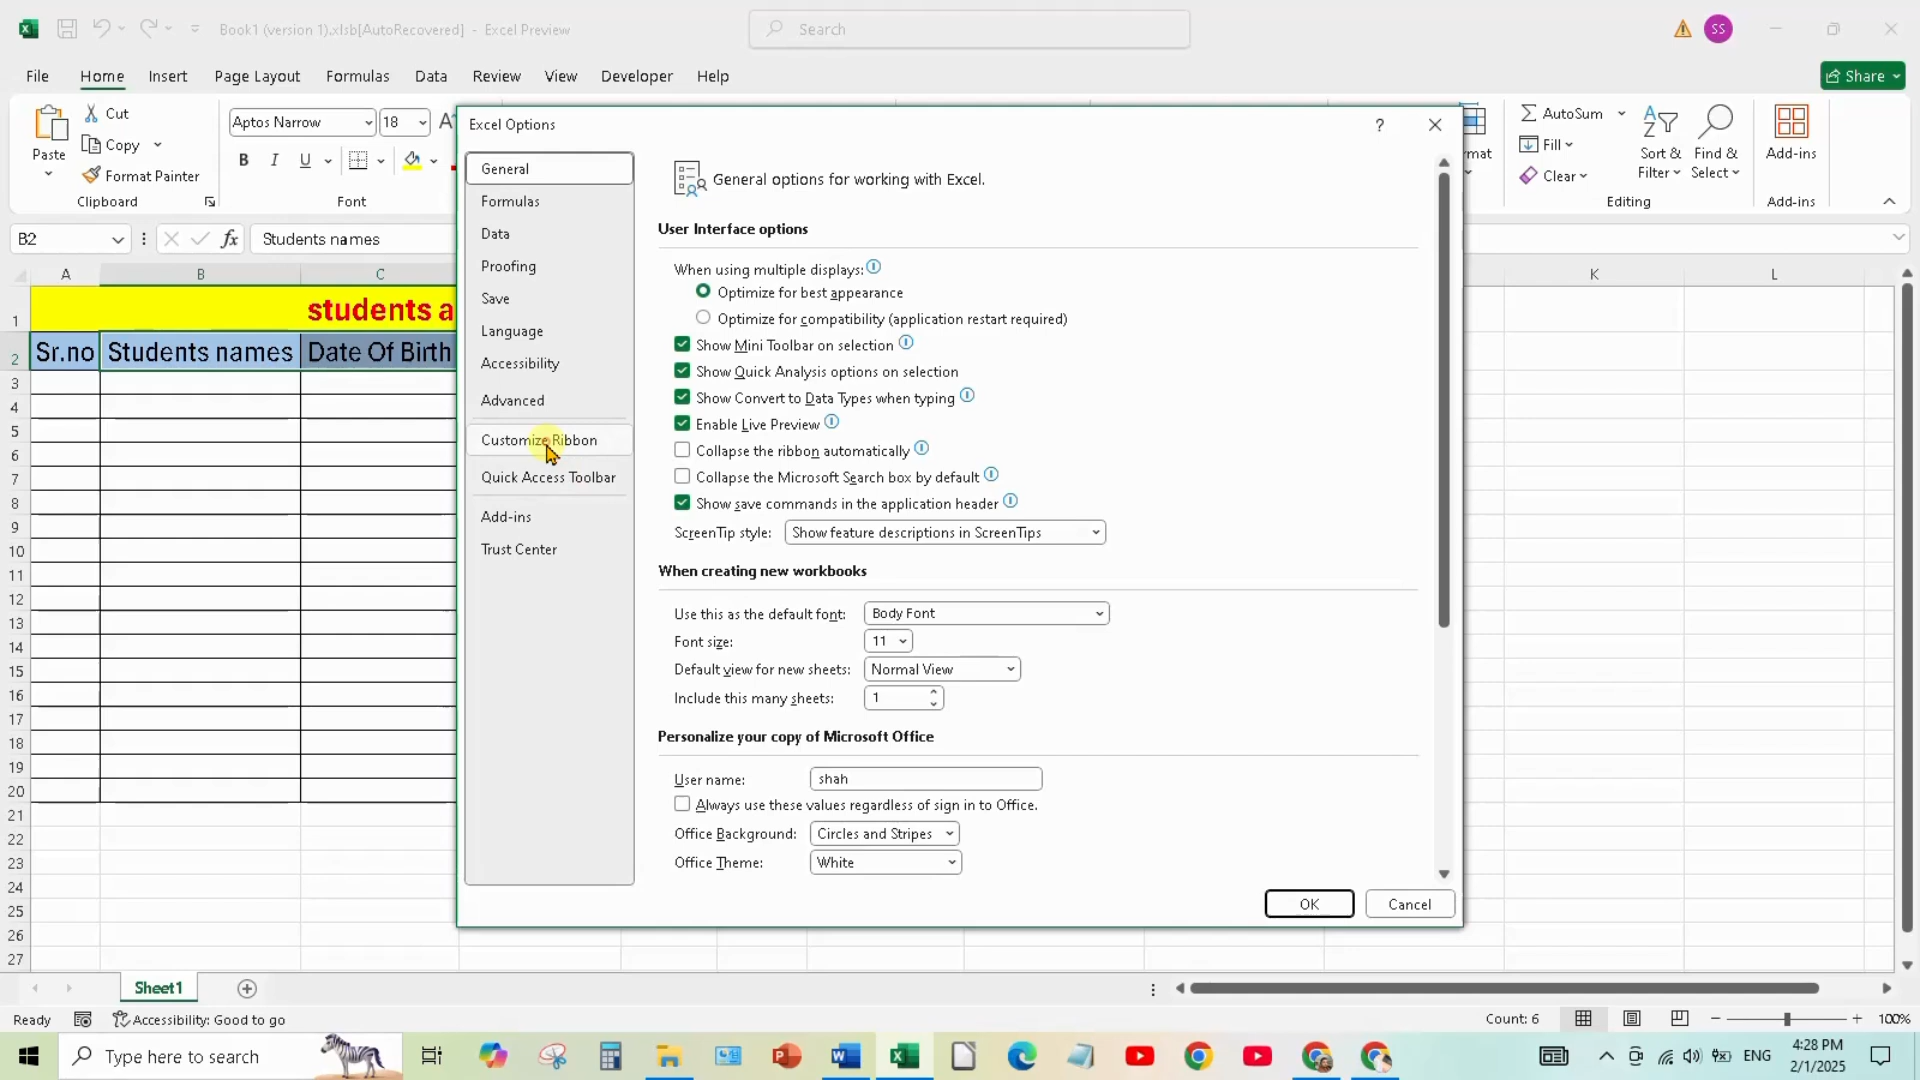 Book1 (version 1).xlsb[AutoRecovered] - Excel Preview
Search
SS
File Home Insert Page Layout Formulas Data Review View Developer Help
Share
Paste
Cut
Copy
Format Painter
Clipboard
Aptos Narrow 18
B I U
Font
AutoSum
Fill
Clear
Sort & Filter
Find & Select
Editing
Add-ins
Add-ins
B2
fx
Students names
A B C K L
1 students a
2 Sr.no Students names Date Of Birth
3
4
5
6
7
8
9
10
11
12
13
14
15
16
17
18
19
20
21
22
23
24
25
26
27
Excel Options
?
General
Formulas
Data
Proofing
Save
Language
Accessibility
Advanced
Customize Ribbon
Quick Access Toolbar
Add-ins
Trust Center
General options for working with Excel.
User Interface options
When using multiple displays:
Optimize for best appearance
Optimize for compatibility (application restart required)
Show Mini Toolbar on selection
Show Quick Analysis options on selection
Show Convert to Data Types when typing
Enable Live Preview
Collapse the ribbon automatically
Collapse the Microsoft Search box by default
Show save commands in the application header
ScreenTip style: Show feature descriptions in ScreenTips
When creating new workbooks
Use this as the default font: Body Font
Font size: 11
Default view for new sheets: Normal View
Include this many sheets: 1
Personalize your copy of Microsoft Office
User name: shah
Always use these values regardless of sign in to Office.
Office Background: Circles and Stripes
Office Theme: White
OK Cancel
Sheet1
Ready Accessibility: Good to go Count: 6 100%
Type here to search
ENG
4:28 PM
2/1/2025